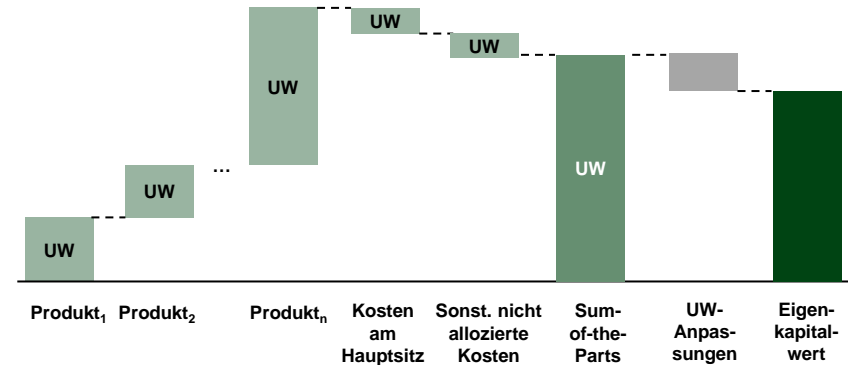 UW
UW
...
UW
UW
UW
UW
Produkt₁
Produkt₂
Produktₙ
Kosten
am
Hauptsitz
Sonst. nicht
allozierte
Kosten
Sum-
of-the-
Parts
UW-
Anpas-
sungen
Eigen-
kapital-
wert